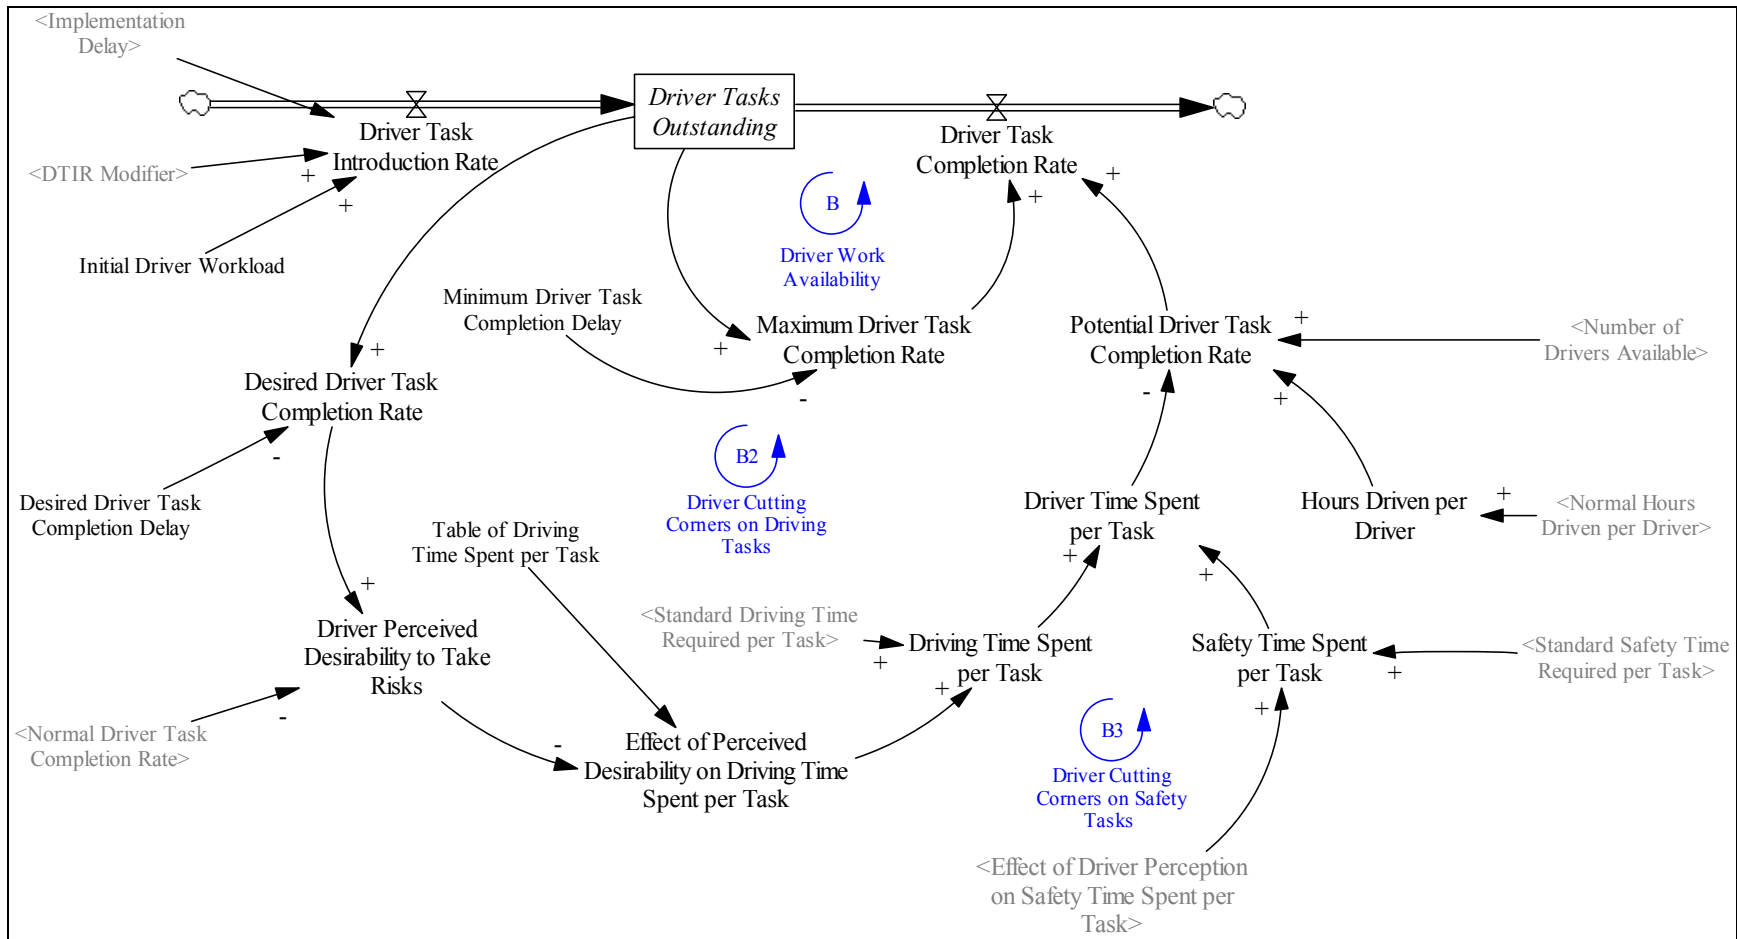 <Implementation
Delay>
Driver Tasks
Outstanding
Driver Task
Introduction Rate
Driver Task
Completion Rate
<DTIR Modifier>
+
+
+
+
B
Driver Work
Availability
Initial Driver Workload
Minimum Driver Task
Completion Delay
Maximum Driver Task
Completion Rate
+
-
Potential Driver Task
Completion Rate
+
-
+
<Number of
Drivers Available>
+
Desired Driver Task
Completion Rate
-
Desired Driver Task
Completion Delay
B2
Driver Cutting
Corners on Driving
Tasks
Driver Time Spent
per Task
+
+
Hours Driven per
Driver
+
<Normal Hours
Driven per Driver>
Table of Driving
Time Spent per Task
+
Driver Perceived
Desirability to Take
Risks
-
<Normal Driver Task
Completion Rate>
<Standard Driving Time
Required per Task>
+
Driving Time Spent
per Task
+
Safety Time Spent
per Task
+
+
<Standard Safety Time
Required per Task>
-
Effect of Perceived
Desirability on Driving Time
Spent per Task
B3
Driver Cutting
Corners on Safety
Tasks
<Effect of Driver Perception
on Safety Time Spent per
Task>